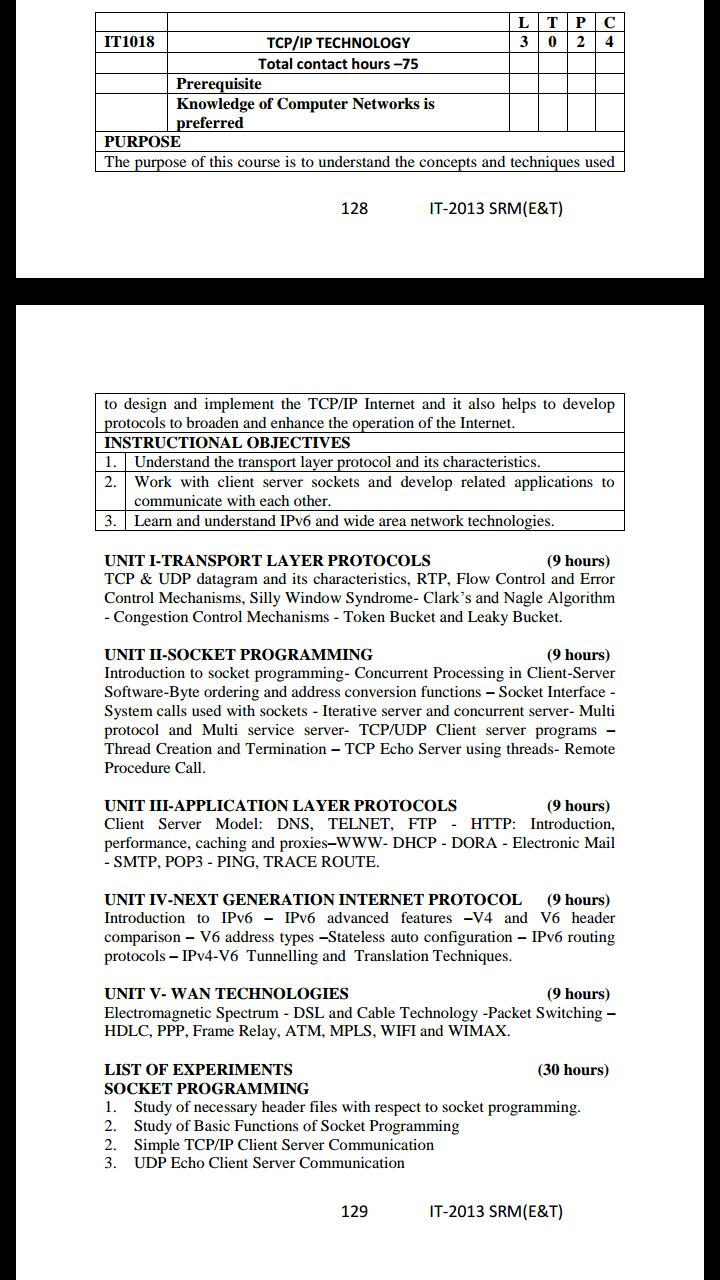 L T P C
IT1018 TCP/IP TECHNOLOGY 3 0 2 4
Total contact hours –75
Prerequisite
Knowledge of Computer Networks is
preferred
PURPOSE
The purpose of this course is to understand the concepts and techniques used
128 IT-2013 SRM(E&T)
to design and implement the TCP/IP Internet and it also helps to develop
protocols to broaden and enhance the operation of the Internet.
INSTRUCTIONAL OBJECTIVES
1. Understand the transport layer protocol and its characteristics.
2. Work with client server sockets and develop related applications to
communicate with each other.
3. Learn and understand IPv6 and wide area network technologies.
UNIT I-TRANSPORT LAYER PROTOCOLS (9 hours)
TCP & UDP datagram and its characteristics, RTP, Flow Control and Error
Control Mechanisms, Silly Window Syndrome- Clark’s and Nagle Algorithm
- Congestion Control Mechanisms - Token Bucket and Leaky Bucket.
UNIT II-SOCKET PROGRAMMING (9 hours)
Introduction to socket programming- Concurrent Processing in Client-Server
Software-Byte ordering and address conversion functions – Socket Interface -
System calls used with sockets - Iterative server and concurrent server- Multi
protocol and Multi service server- TCP/UDP Client server programs –
Thread Creation and Termination – TCP Echo Server using threads- Remote
Procedure Call.
UNIT III-APPLICATION LAYER PROTOCOLS (9 hours)
Client Server Model: DNS, TELNET, FTP - HTTP: Introduction,
performance, caching and proxies–WWW- DHCP - DORA - Electronic Mail
- SMTP, POP3 - PING, TRACE ROUTE.
UNIT IV-NEXT GENERATION INTERNET PROTOCOL (9 hours)
Introduction to IPv6 – IPv6 advanced features –V4 and V6 header
comparison – V6 address types –Stateless auto configuration – IPv6 routing
protocols – IPv4-V6 Tunnelling and Translation Techniques.
UNIT V- WAN TECHNOLOGIES (9 hours)
Electromagnetic Spectrum - DSL and Cable Technology -Packet Switching –
HDLC, PPP, Frame Relay, ATM, MPLS, WIFI and WIMAX.
LIST OF EXPERIMENTS (30 hours)
SOCKET PROGRAMMING
1. Study of necessary header files with respect to socket programming.
2. Study of Basic Functions of Socket Programming
2. Simple TCP/IP Client Server Communication
3. UDP Echo Client Server Communication
129 IT-2013 SRM(E&T)